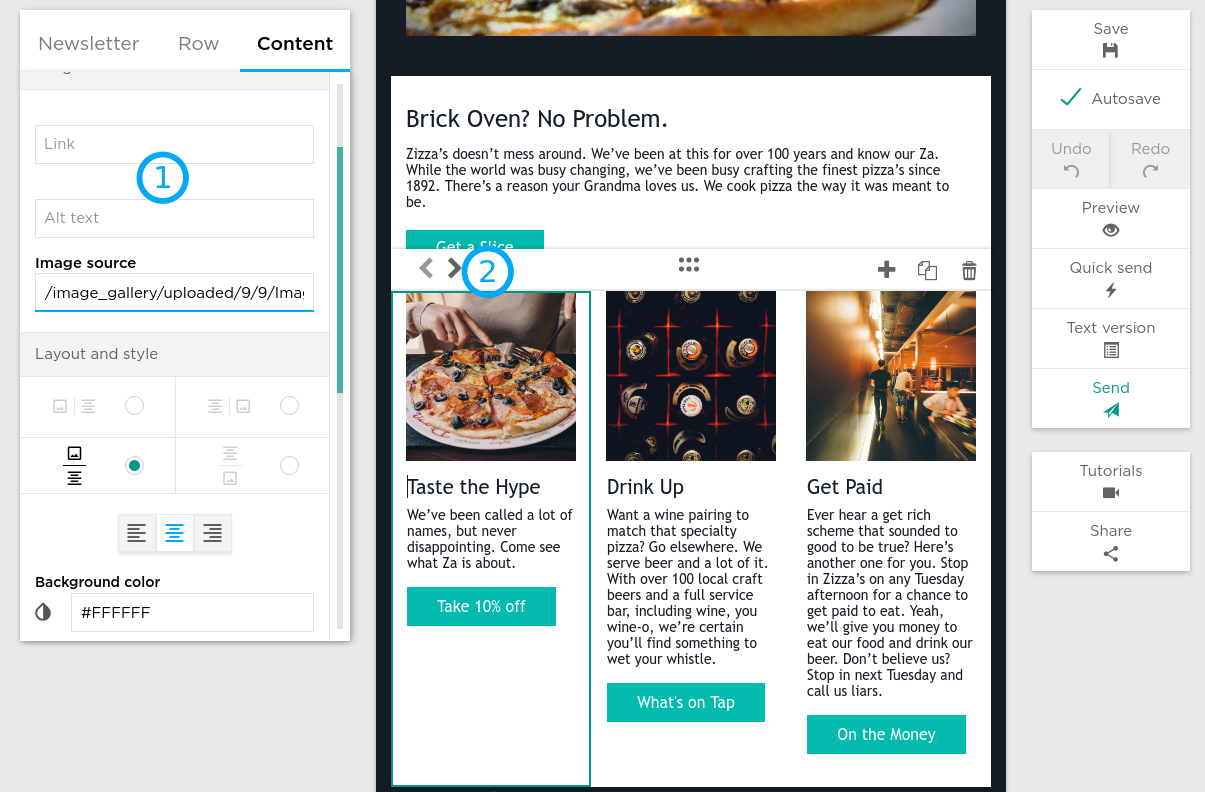 Newsletter Row Content
Link
1
Alt text
Image source
/image_gallery/uploaded/9/9/Imag
Layout and style
Background color
#FFFFFF
Brick Oven? No Problem.
Zizza’s doesn’t mess around. We’ve been at this for over 100 years and know our Za.
While the world was busy changing, we’ve been busy crafting the finest pizza’s since
1892. There’s a reason your Grandma loves us. We cook pizza the way it was meant to
be.
Get a Slice
2
Taste the Hype
We’ve been called a lot of
names, but never
disappointing. Come see
what Za is about.
Take 10% off
Drink Up
Want a wine pairing to
match that specialty
pizza? Go elsewhere. We
serve beer and a lot of it.
With over 100 local craft
beers and a full service
bar, including wine, you
wine-o, we’re certain
you’ll find something to
wet your whistle.
What's on Tap
Get Paid
Ever hear a get rich
scheme that sounded to
good to be true? Here’s
another one for you. Stop
in Zizza’s on any Tuesday
afternoon for a chance to
get paid to eat. Yeah,
we’ll give you money to
eat our food and drink our
beer. Don’t believe us?
Stop in next Tuesday and
call us liars.
On the Money
Save
Autosave
Undo Redo
Preview
Quick send
Text version
Send
Tutorials
Share